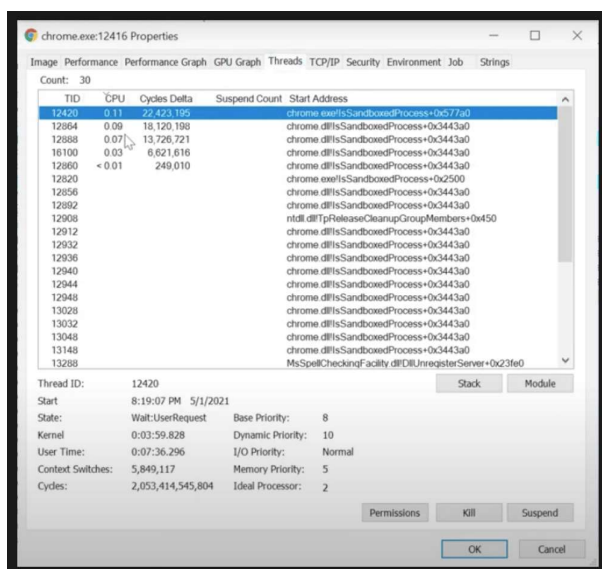 chrome.exe:12416 Properties
Image Performance Performance Graph GPU Graph Threads TCP/IP Security Environment Job Strings
Count: 30
TID CPU Cycles Delta Suspend Count Start Address
12420 0.11 22,423,195 chrome.exe!IsSandboxedProcess+0x577a0
12864 0.09 18,120,198 chrome.dll!IsSandboxedProcess+0x3443a0
12888 0.07 13,726,721 chrome.dll!IsSandboxedProcess+0x3443a0
16100 0.03 6,621,616 chrome.dll!IsSandboxedProcess+0x3443a0
12860 < 0.01 249,010 chrome.dll!IsSandboxedProcess+0x3443a0
12820 chrome.exe!IsSandboxedProcess+0x2500
12856 chrome.dll!IsSandboxedProcess+0x3443a0
12892 chrome.dll!IsSandboxedProcess+0x3443a0
12908 ntdll.dll!TpReleaseCleanupGroupMembers+0x450
12912 chrome.dll!IsSandboxedProcess+0x3443a0
12932 chrome.dll!IsSandboxedProcess+0x3443a0
12936 chrome.dll!IsSandboxedProcess+0x3443a0
12940 chrome.dll!IsSandboxedProcess+0x3443a0
12944 chrome.dll!IsSandboxedProcess+0x3443a0
12948 chrome.dll!IsSandboxedProcess+0x3443a0
13028 chrome.dll!IsSandboxedProcess+0x3443a0
13032 chrome.dll!IsSandboxedProcess+0x3443a0
13048 chrome.dll!IsSandboxedProcess+0x3443a0
13148 chrome.dll!IsSandboxedProcess+0x3443a0
13288 MsSpellCheckingFacility.dll!DllUnregisterServer+0x23fe0
Thread ID: 12420 Stack Module
Start 8:19:07 PM 5/1/2021
State: Wait:UserRequest Base Priority: 8
Kernel 0:03:59.828 Dynamic Priority: 10
User Time: 0:07:36.296 I/O Priority: Normal
Context Switches: 5,849,117 Memory Priority: 5
Cycles: 2,053,414,545,804 Ideal Processor: 2
Permissions Kill Suspend
OK Cancel